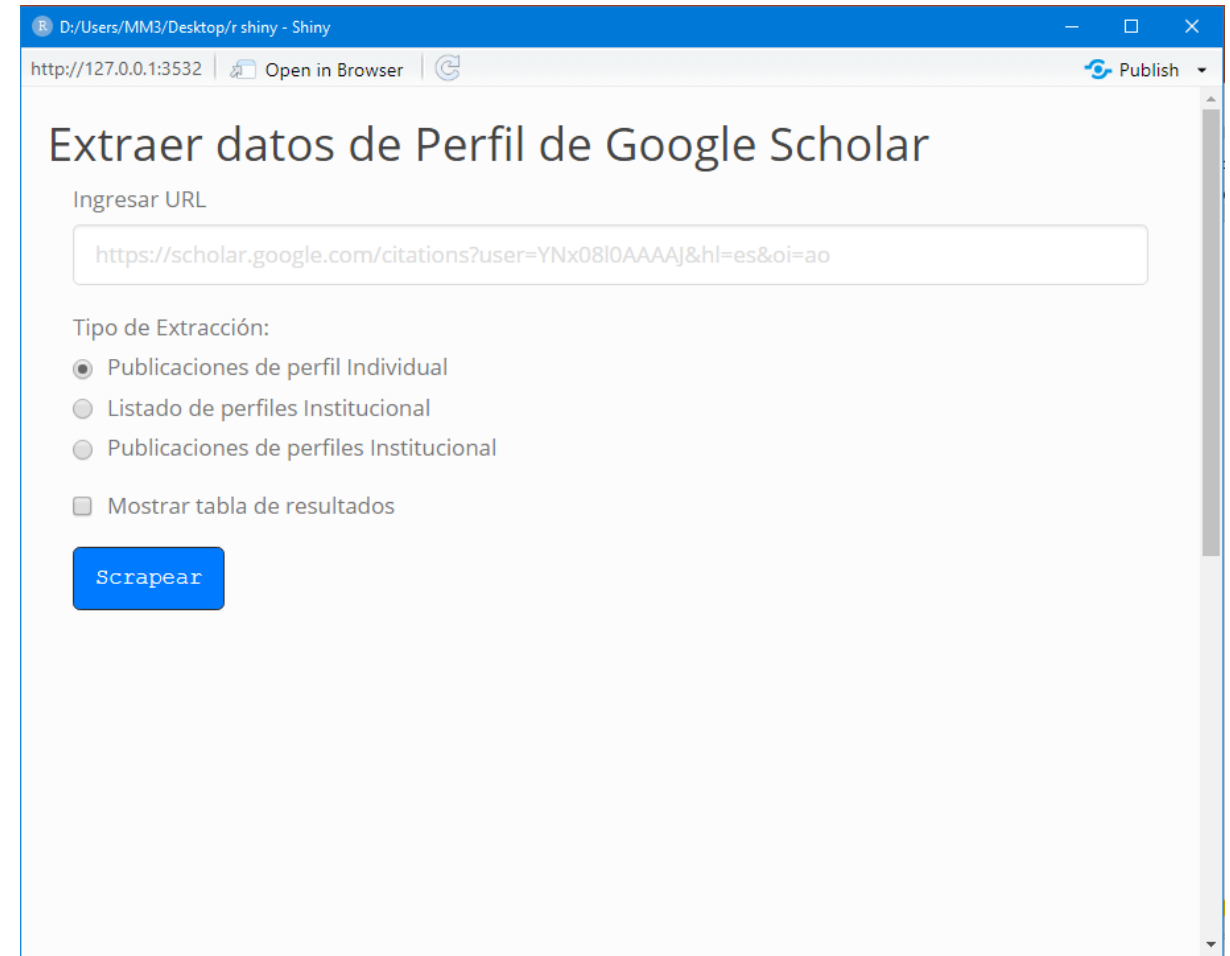 R D:/Users/MM3/Desktop/r shiny - Shiny
http://127.0.0.1:3532 Open in Browser Publish
Extraer datos de Perfil de Google Scholar
Ingresar URL
https://scholar.google.com/citations?user=YNx08l0AAAAJ&hl=es&oi=ao
Tipo de Extracción:
Publicaciones de perfil Individual
Listado de perfiles Institucional
Publicaciones de perfiles Institucional
Mostrar tabla de resultados
Scrapear